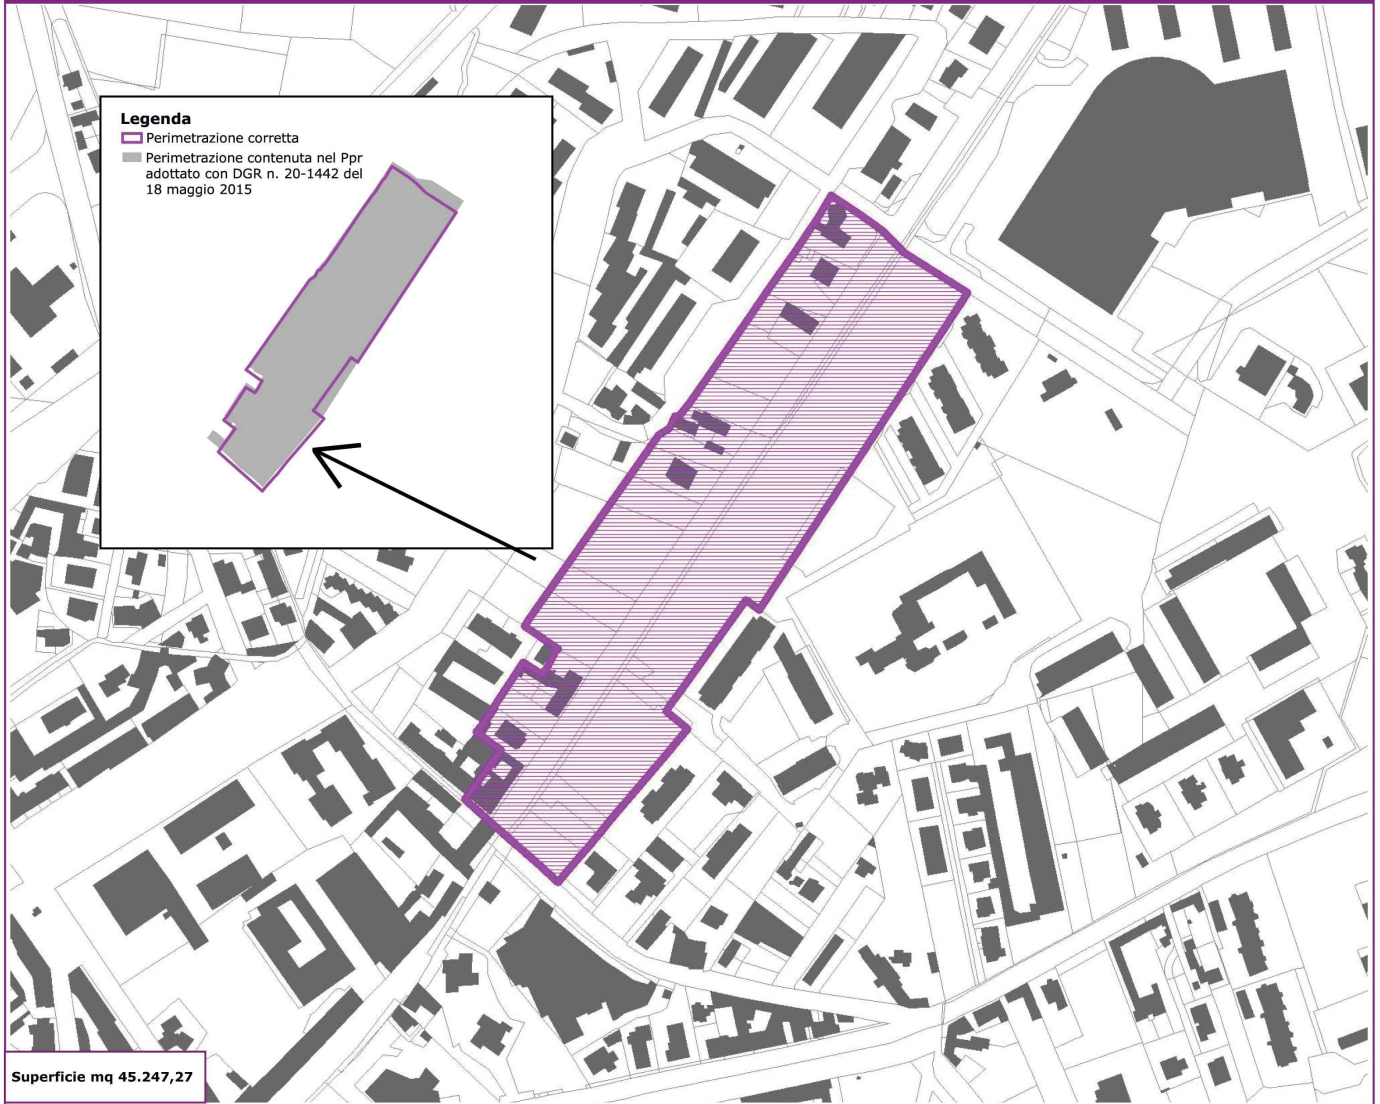 Legenda
Perimetrazione corretta
Perimetrazione contenuta nel Ppr
adottato con DGR n. 20-1442 del
18 maggio 2015
Superficie mq 45.247,27